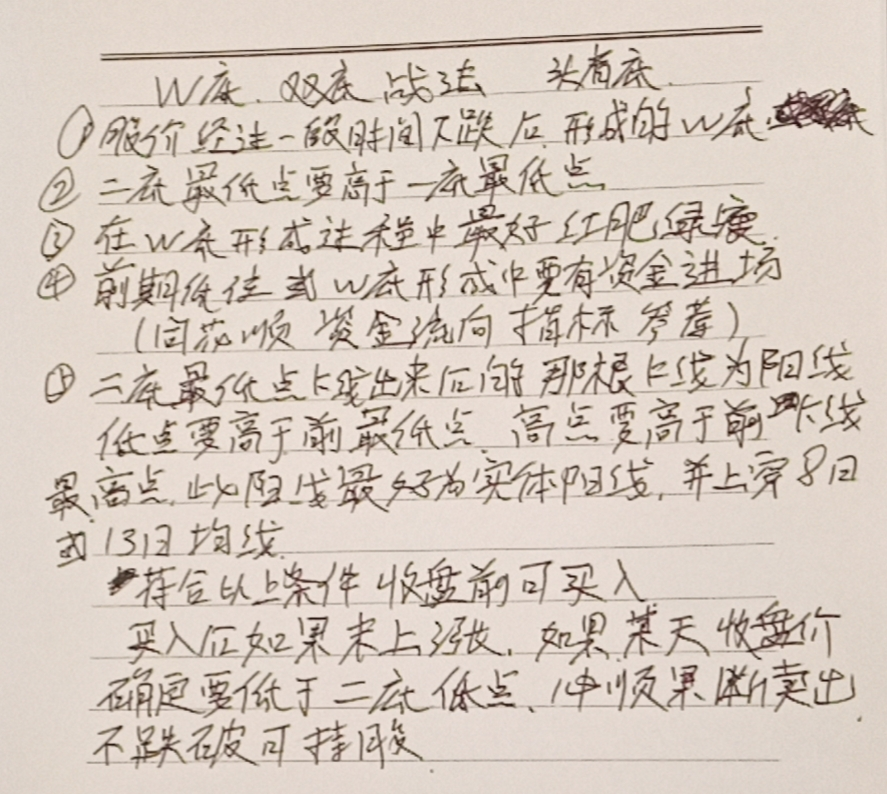 W底、双底战法 头肩底
①股价经过一段时间下跌后,形成的W底
②二底最低点要高于一底最低点
③在W底形成过程中最好红肥绿瘦
④前期低位或W底形成中要有资金进场
(同花顺 资金流向 指标 等等)
⑤二底最低点K线出来后的那根K线为阳线
低点要高于前最低点、高点要高于前一K线
最高点,此阳线最好为实体阳线,并上穿8日
或13日均线
符合以上条件 收盘前可买入
买入后如果未上涨,如果某天收盘价
确定要低于二底低点、果断卖出
不跌破可持股